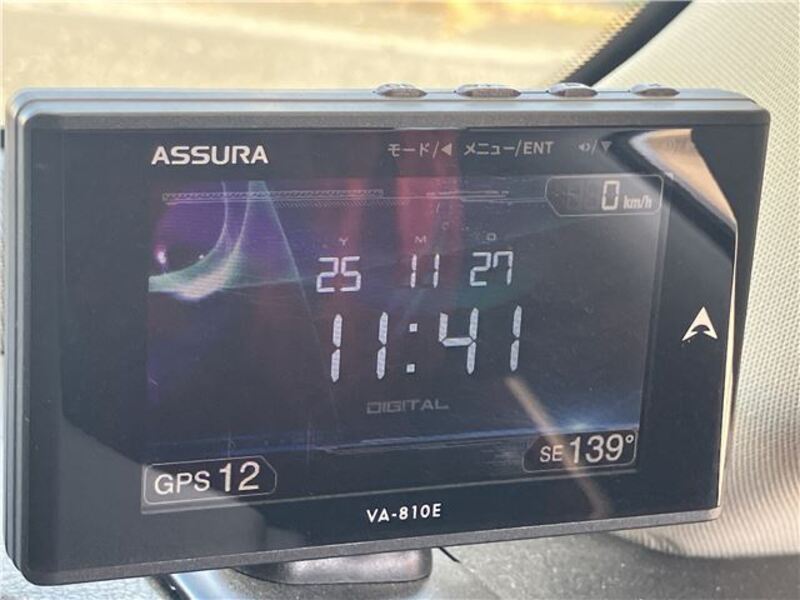 ASSURA モード/◀ メニュー/ENT 🔊/▼
0 km/h
Y M D
25 11 27
11:41
DIGITAL
GPS 12 SE 139°
VA-810E